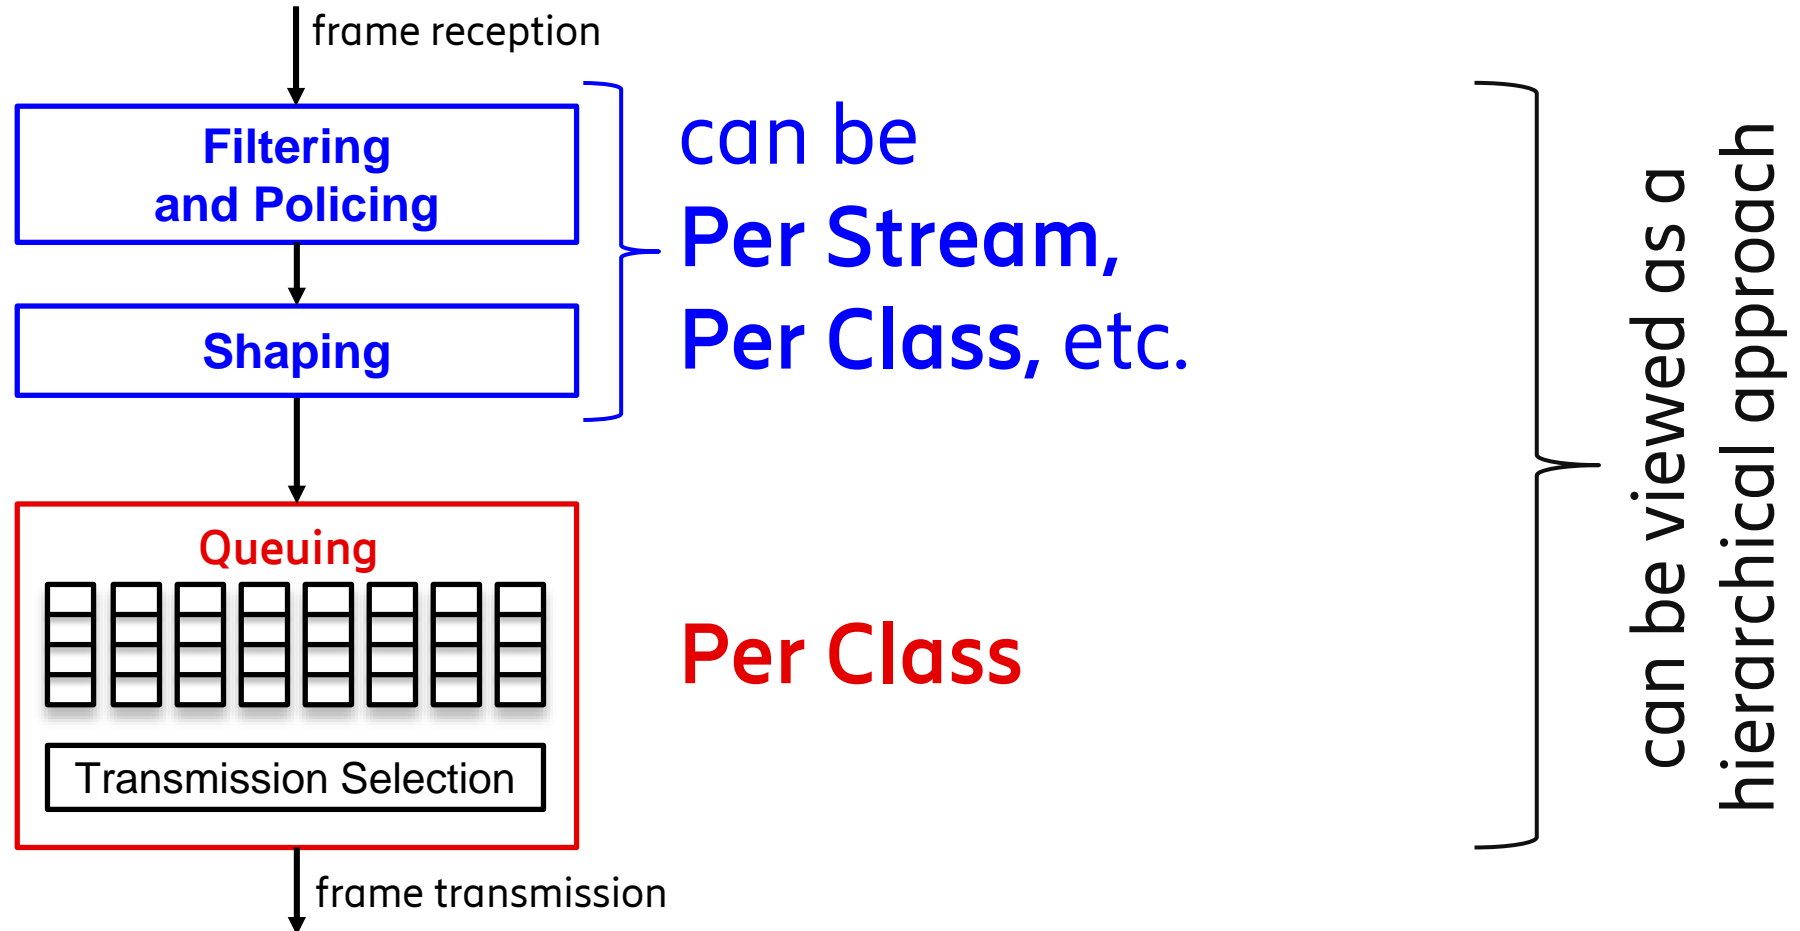 frame reception
Filtering
and Policing
can be
Per Stream,
Per Class, etc.
Shaping
Queuing
Per Class
Transmission Selection
frame transmission
can be viewed as a
hierarchical approach